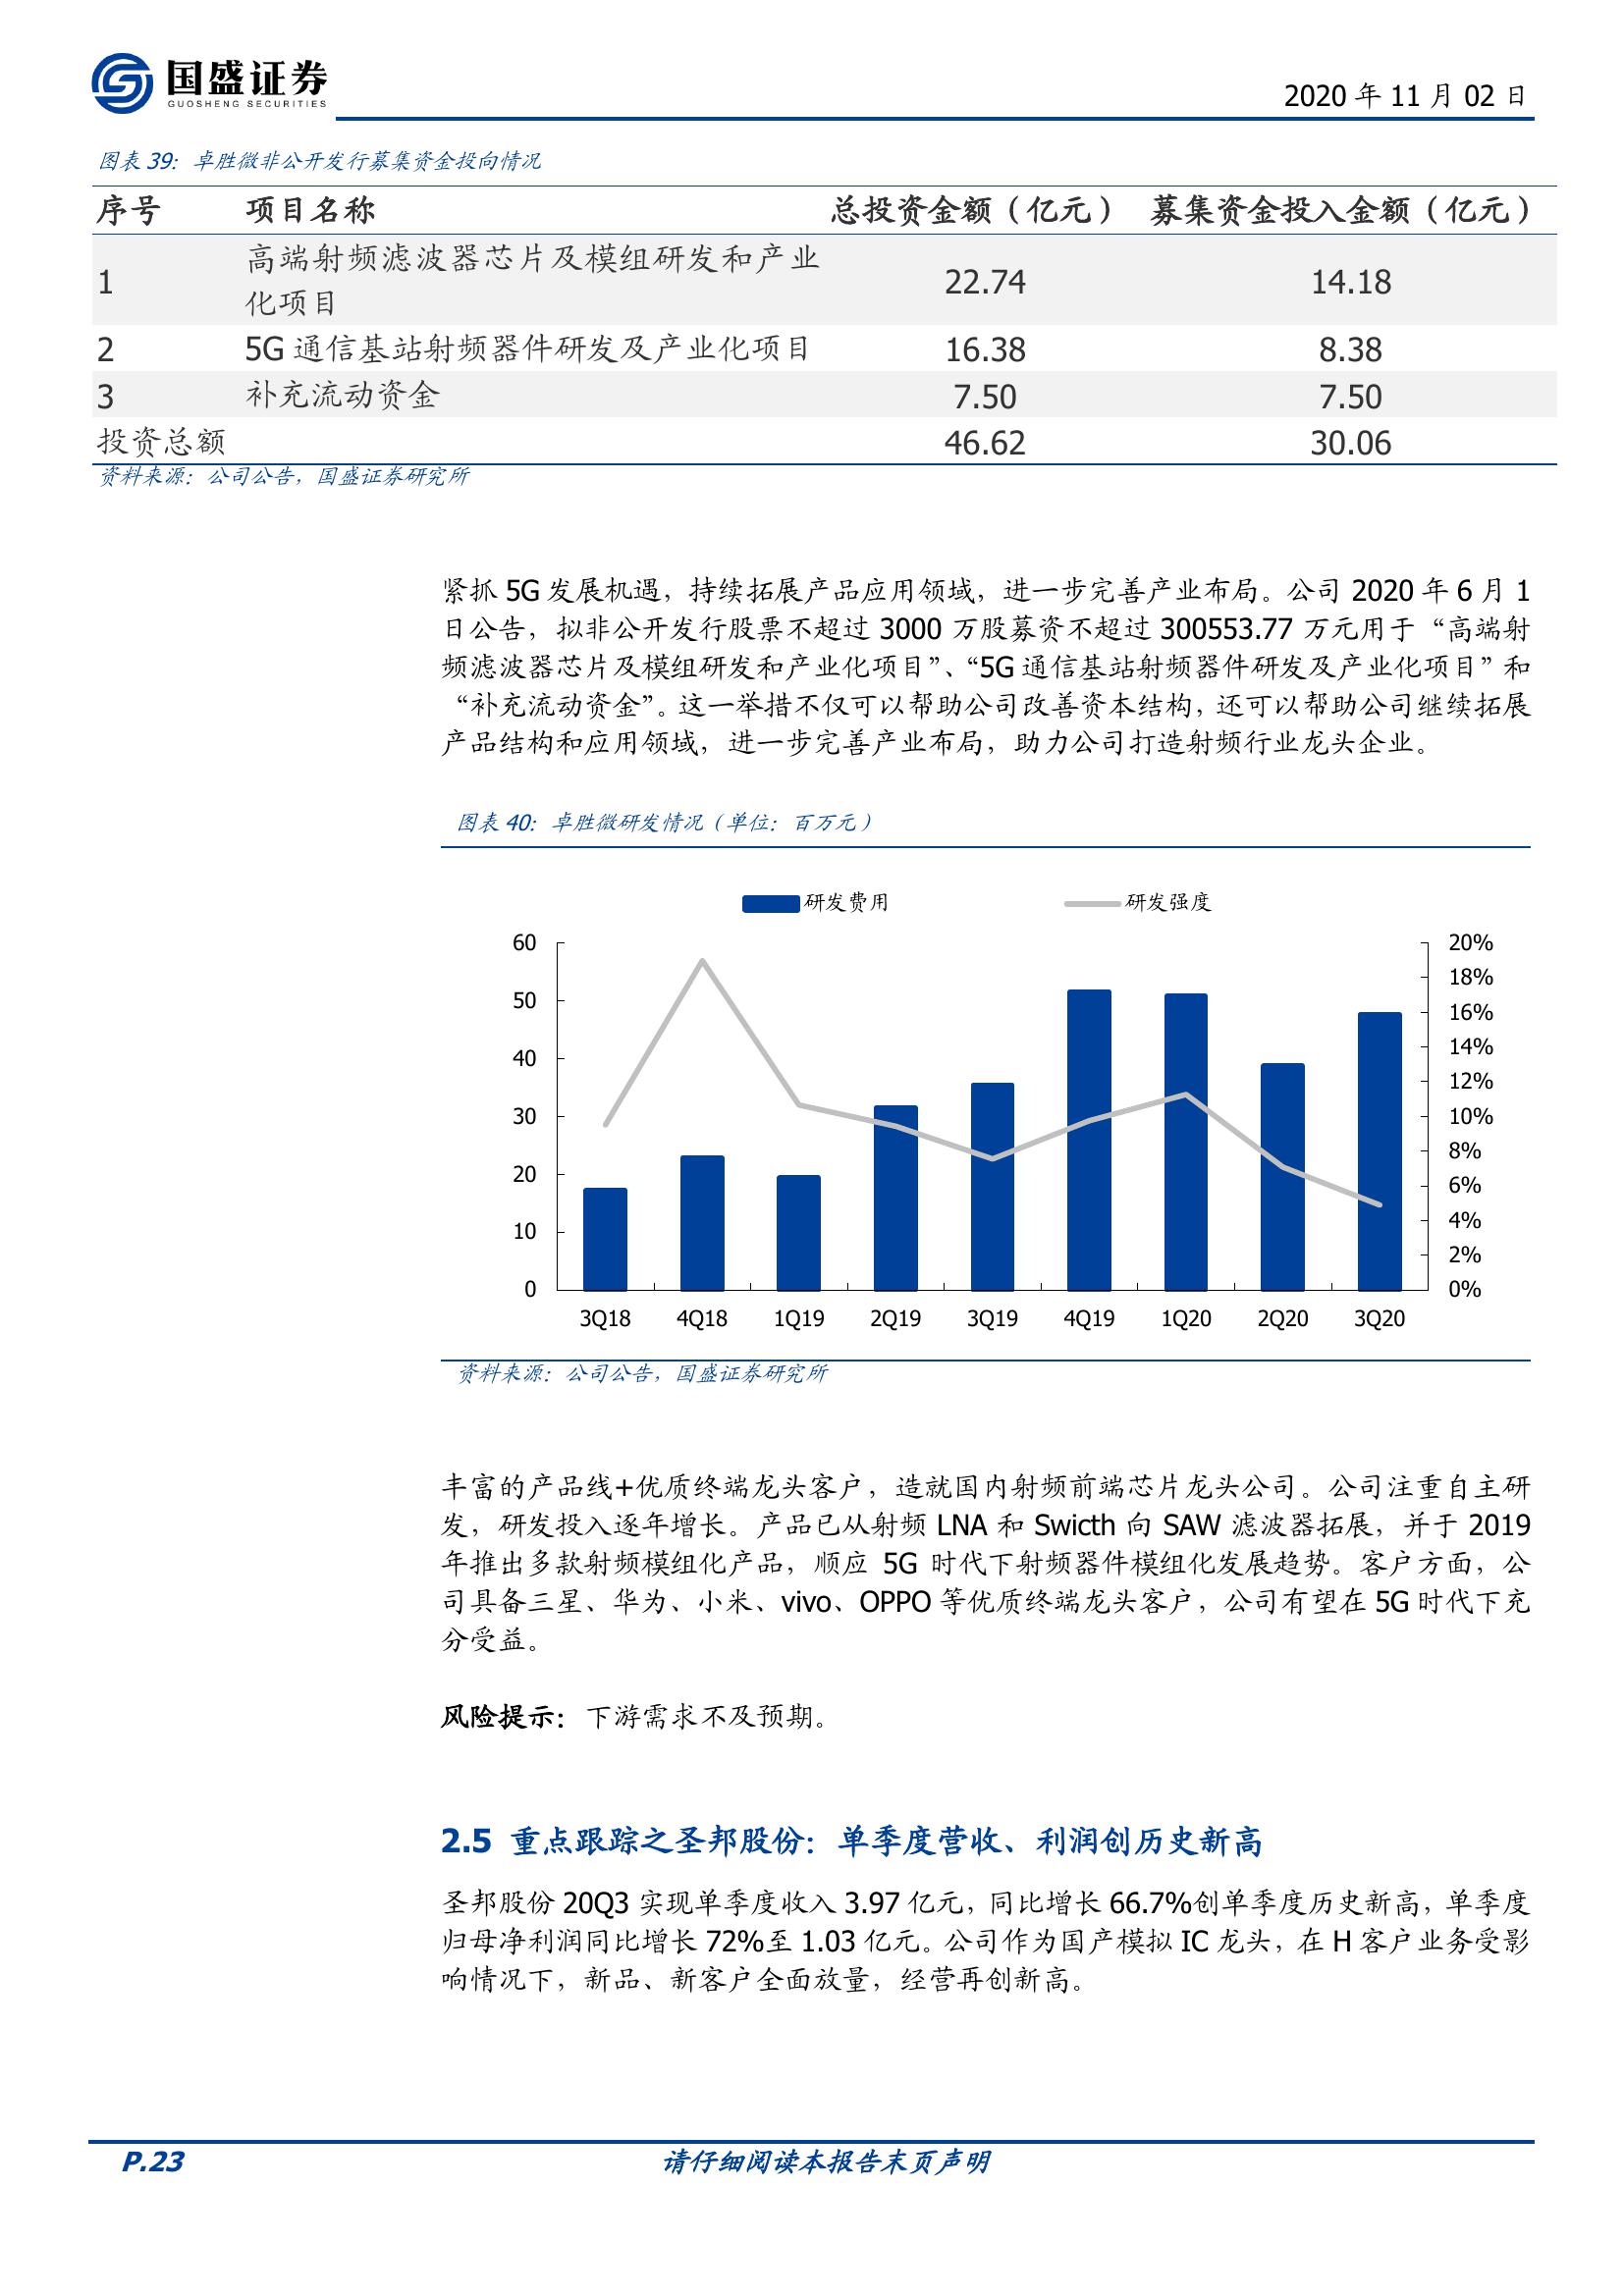 国盛证券
GUOSHENG SECURITIES
2020 年 11 月 02 日
图表 39：卓胜微非公开发行募集资金投向情况
序号 项目名称 总投资金额（亿元） 募集资金投入金额（亿元）
1 高端射频滤波器芯片及模组研发和产业化项目 22.74 14.18
2 5G 通信基站射频器件研发及产业化项目 16.38 8.38
3 补充流动资金 7.50 7.50
投资总额 46.62 30.06
资料来源：公司公告，国盛证券研究所
紧抓 5G 发展机遇，持续拓展产品应用领域，进一步完善产业布局。公司 2020 年 6 月 1
日公告，拟非公开发行股票不超过 3000 万股募资不超过 300553.77 万元用于“高端射
频滤波器芯片及模组研发和产业化项目”、“5G 通信基站射频器件研发及产业化项目”和
“补充流动资金”。这一举措不仅可以帮助公司改善资本结构，还可以帮助公司继续拓展
产品结构和应用领域，进一步完善产业布局，助力公司打造射频行业龙头企业。
图表 40：卓胜微研发情况（单位：百万元）
研发费用 研发强度
60 20%
18%
50
16%
14%
40
12%
30 10%
8%
20
6%
4%
10
2%
0 0%
3Q18 4Q18 1Q19 2Q19 3Q19 4Q19 1Q20 2Q20 3Q20
资料来源：公司公告，国盛证券研究所
丰富的产品线+优质终端龙头客户，造就国内射频前端芯片龙头公司。公司注重自主研
发，研发投入逐年增长。产品已从射频 LNA 和 Swicth 向 SAW 滤波器拓展，并于 2019
年推出多款射频模组化产品，顺应 5G 时代下射频器件模组化发展趋势。客户方面，公
司具备三星、华为、小米、vivo、OPPO 等优质终端龙头客户，公司有望在 5G 时代下充
分受益。
风险提示：下游需求不及预期。
2.5 重点跟踪之圣邦股份：单季度营收、利润创历史新高
圣邦股份 20Q3 实现单季度收入 3.97 亿元，同比增长 66.7%创单季度历史新高，单季度
归母净利润同比增长 72%至 1.03 亿元。公司作为国产模拟 IC 龙头，在 H 客户业务受影
响情况下，新品、新客户全面放量，经营再创新高。
P.23 请仔细阅读本报告末页声明